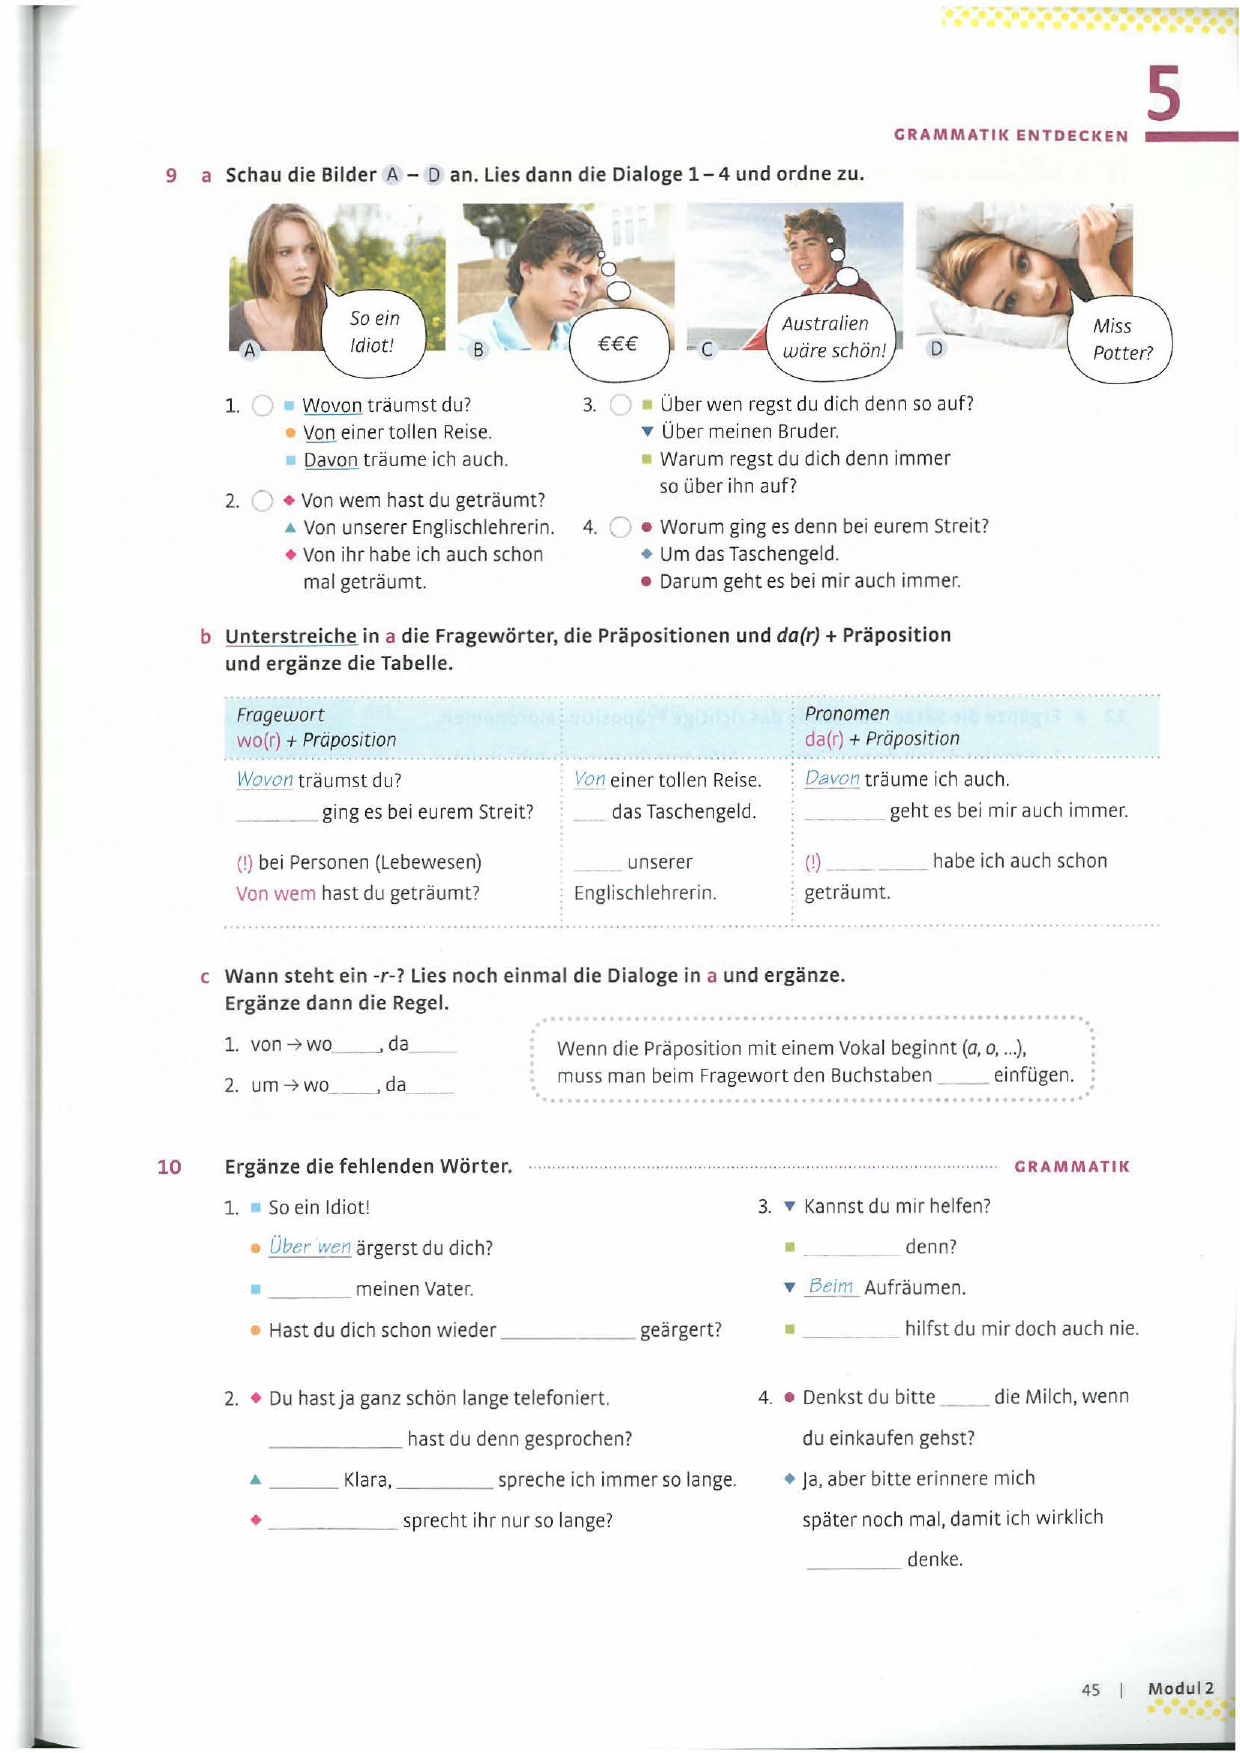 5
GRAMMATIK ENTDECKEN
9 a Schau die Bilder A – D an. Lies dann die Dialoge 1 – 4 und ordne zu.
So ein
Idiot!
A
€€€
B
Australien
wäre schön!
C
Miss
Potter?
D
1. Wovon träumst du?
Von einer tollen Reise.
Davon träume ich auch.
2. Von wem hast du geträumt?
Von unserer Englischlehrerin.
Von ihr habe ich auch schon
mal geträumt.
3. Über wen regst du dich denn so auf?
Über meinen Bruder.
Warum regst du dich denn immer
so über ihn auf?
4. Worum ging es denn bei eurem Streit?
Um das Taschengeld.
Darum geht es bei mir auch immer.
b Unterstreiche in a die Fragewörter, die Präpositionen und da(r) + Präposition
und ergänze die Tabelle.
Fragewort
wo(r) + Präposition
Pronomen
da(r) + Präposition
Wovon träumst du? Von einer tollen Reise. Davon träume ich auch.
_______ ging es bei eurem Streit? ___ das Taschengeld. _______ geht es bei mir auch immer.
(!) bei Personen (Lebewesen) ____ unserer (!) ____ ____ habe ich auch schon
Von wem hast du geträumt? Englischlehrerin. geträumt.
c Wann steht ein -r-? Lies noch einmal die Dialoge in a und ergänze.
Ergänze dann die Regel.
1. von → wo____, da____
2. um → wo____, da____
Wenn die Präposition mit einem Vokal beginnt (a, o, ...),
muss man beim Fragewort den Buchstaben ____ einfügen.
10 Ergänze die fehlenden Wörter. GRAMMATIK
1. So ein Idiot!
Über wen ärgerst du dich?
_______ meinen Vater.
Hast du dich schon wieder ___________ geärgert?
2. Du hast ja ganz schön lange telefoniert.
___________ hast du denn gesprochen?
______ Klara, ________ spreche ich immer so lange.
___________ sprecht ihr nur so lange?
3. Kannst du mir helfen?
________ denn?
Beim Aufräumen.
________ hilfst du mir doch auch nie.
4. Denkst du bitte ____ die Milch, wenn
du einkaufen gehst?
Ja, aber bitte erinnere mich
später noch mal, damit ich wirklich
________ denke.
45 | Modul 2